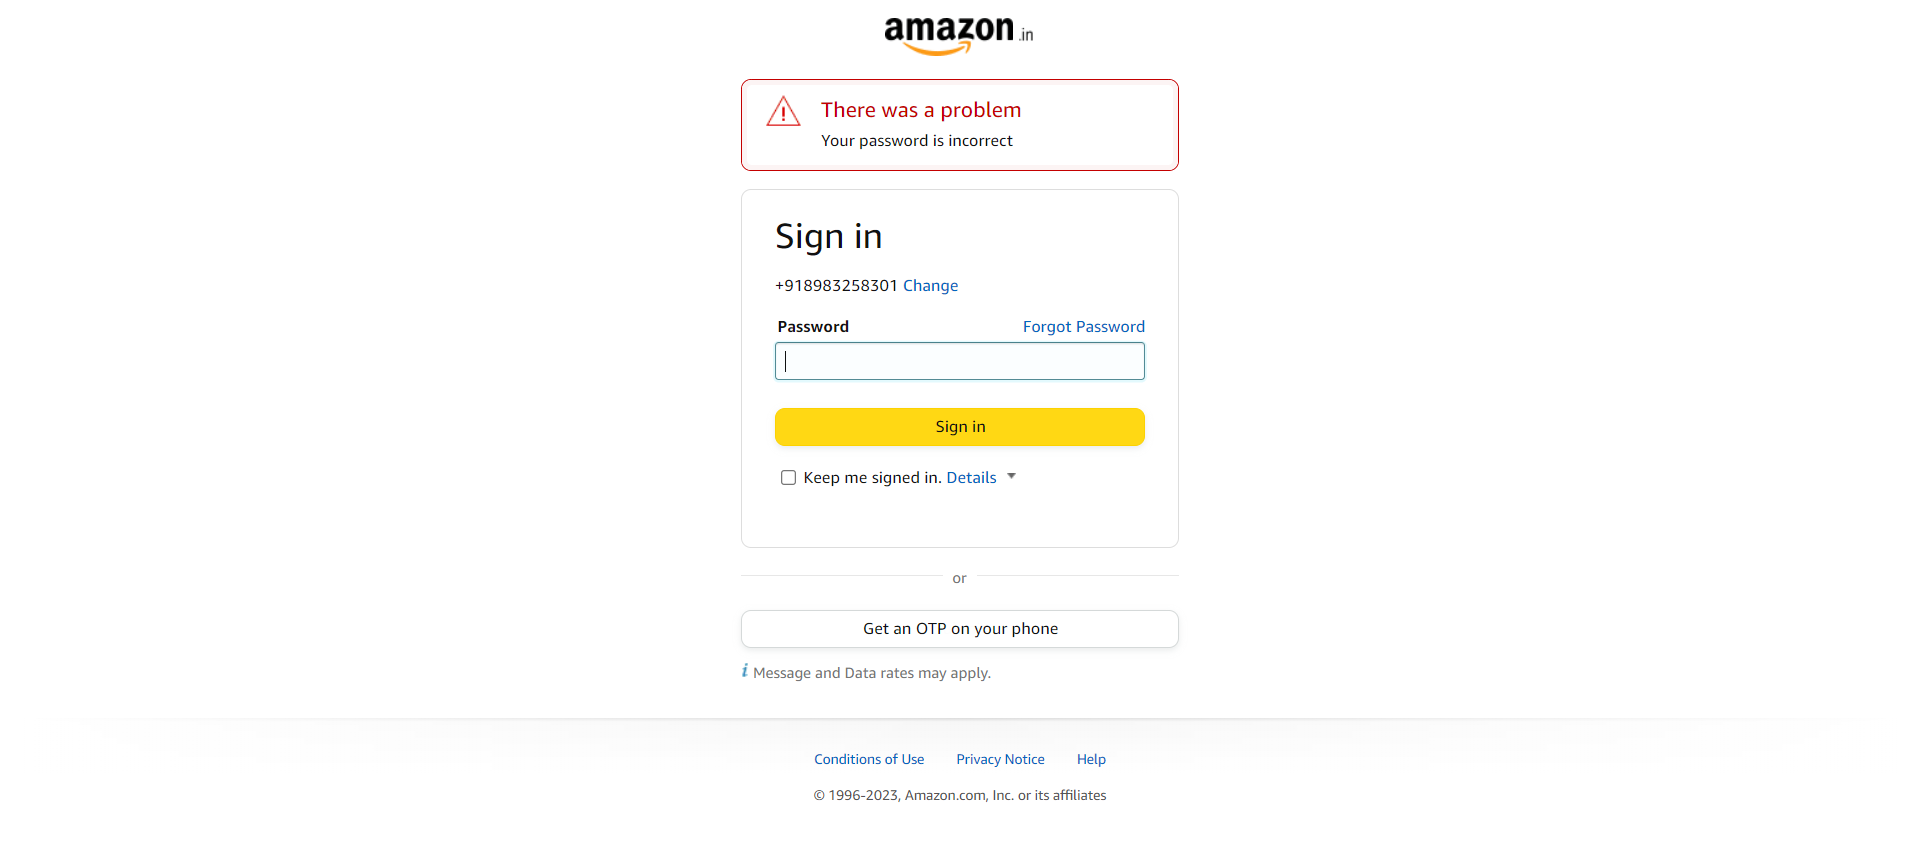 amazon.in
There was a problem
Your password is incorrect
Sign in
+918983258301 Change
Password Forgot Password
Sign in
Keep me signed in. Details
or
Get an OTP on your phone
i Message and Data rates may apply.
Conditions of Use Privacy Notice Help
© 1996-2023, Amazon.com, Inc. or its affiliates